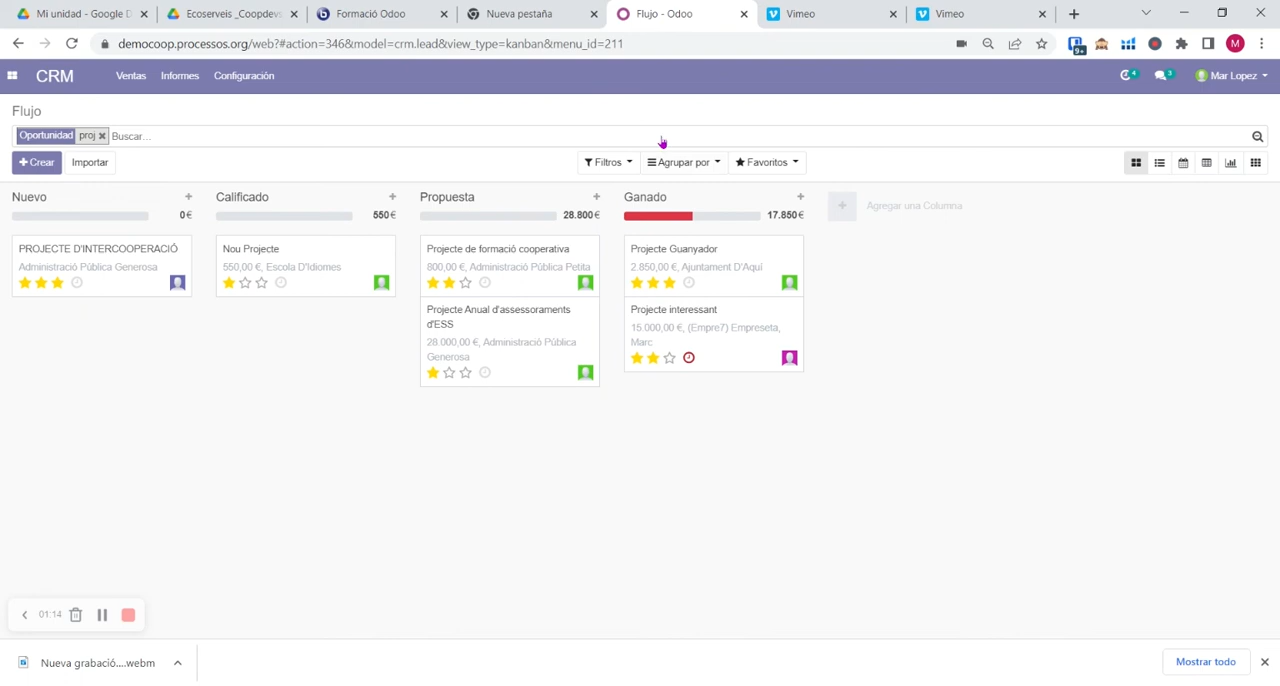 Mi unidad - Google D
Ecoserveis _Coopdevs
Formació Odoo
Nueva pestaña
Flujo - Odoo
Vimeo
Vimeo
democoop.processos.org/web?#action=346&model=crm.lead&view_type=kanban&menu_id=211
9+
M
CRM
Ventas
Informes
Configuración
4
3
Mar Lopez
Flujo
Oportunidad proj
Buscar...
Crear
Importar
Filtros
Agrupar por
Favoritos
Nuevo
0€
Calificado
550€
Propuesta
28.800€
Ganado
17.850€
Agregar una Columna
PROJECTE D'INTERCOOPERACIÓ
Administració Pública Generosa
Nou Projecte
550,00 €, Escola D'Idiomes
Projecte de formació cooperativa
800,00 €, Administració Pública Petita
Projecte Anual d'assessoraments
d'ESS
28.000,00 €, Administració Pública
Generosa
Projecte Guanyador
2.850,00 €, Ajuntament D'Aquí
Projecte interessant
15.000,00 €, (Empre7) Empreseta,
Marc
01:14
Nueva grabació....webm
Mostrar todo